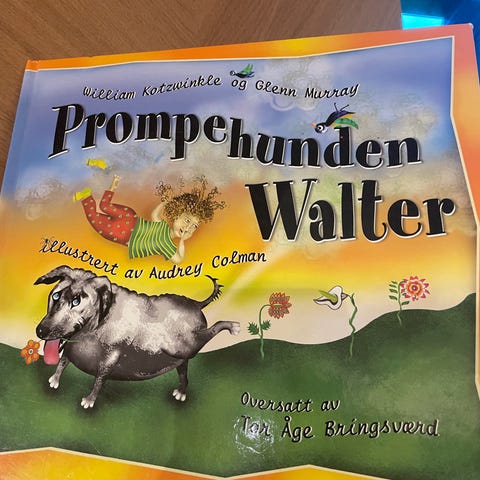 William Kotzwinkle og Glenn Murray
Prompehunden
Walter
illustrert av Audrey Colman
Oversatt av
Tor Åge Bringsværd